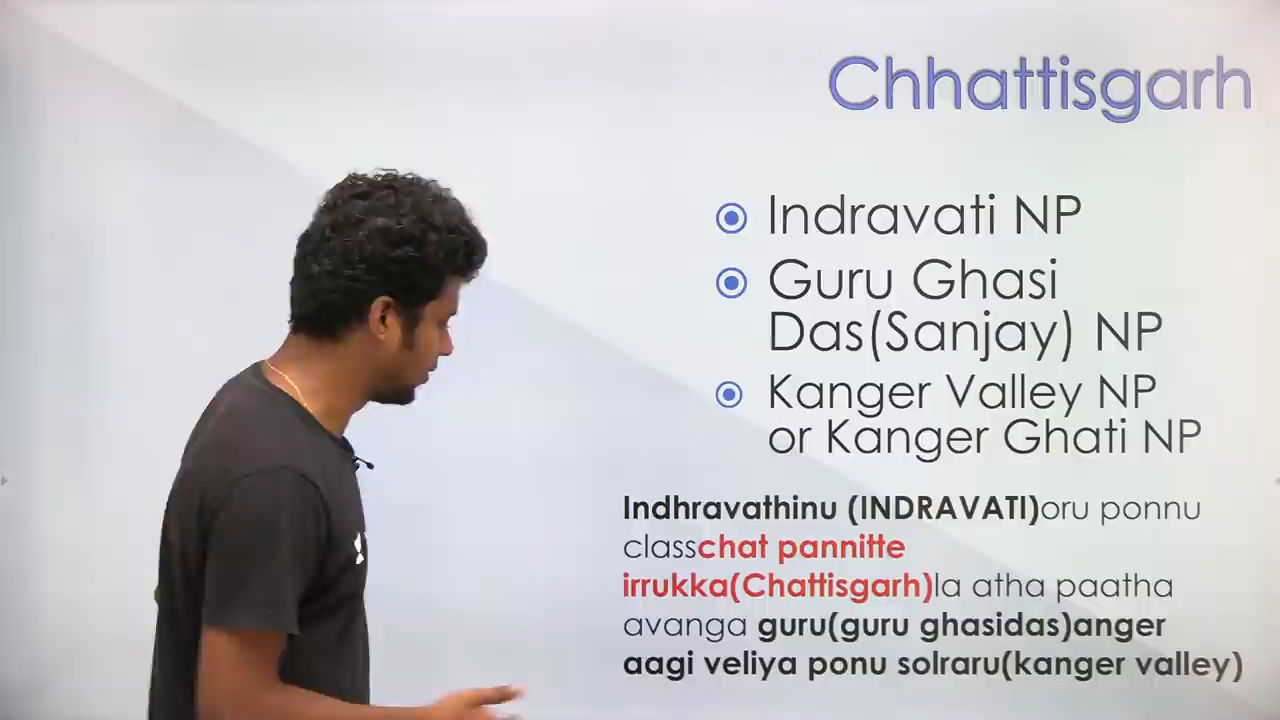 Chhattisgarh
Indravati NP
Guru Ghasi
Das(Sanjay) NP
Kanger Valley NP
or Kanger Ghati NP
Indhravathinu (INDRAVATI)oru ponnu
classchat pannitte
irrukka(Chattisgarh)la atha paatha
avanga guru(guru ghasidas)anger
aagi veliya ponu solraru(kanger valley)